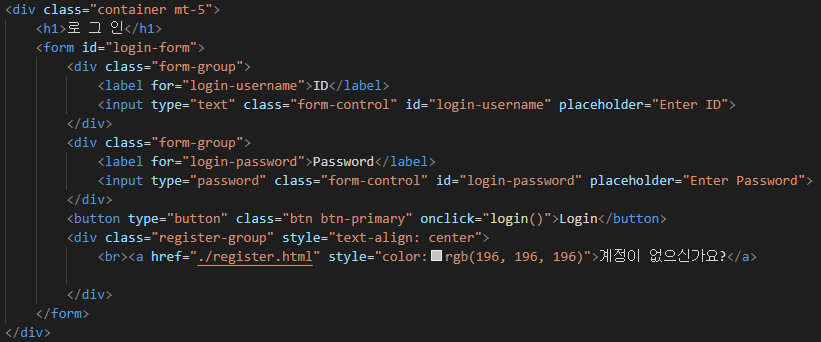 <div class="container mt-5">
    <h1>로 그 인</h1>
    <form id="login-form">
        <div class="form-group">
            <label for="login-username">ID</label>
            <input type="text" class="form-control" id="login-username" placeholder="Enter ID">
        </div>
        <div class="form-group">
            <label for="login-password">Password</label>
            <input type="password" class="form-control" id="login-password" placeholder="Enter Password">
        </div>
        <button type="button" class="btn btn-primary" onclick="login()">Login</button>
        <div class="register-group" style="text-align: center">
            <br><a href="./register.html" style="color:rgb(196, 196, 196)">계정이 없으신가요?</a>

        </div>
    </form>
</div>